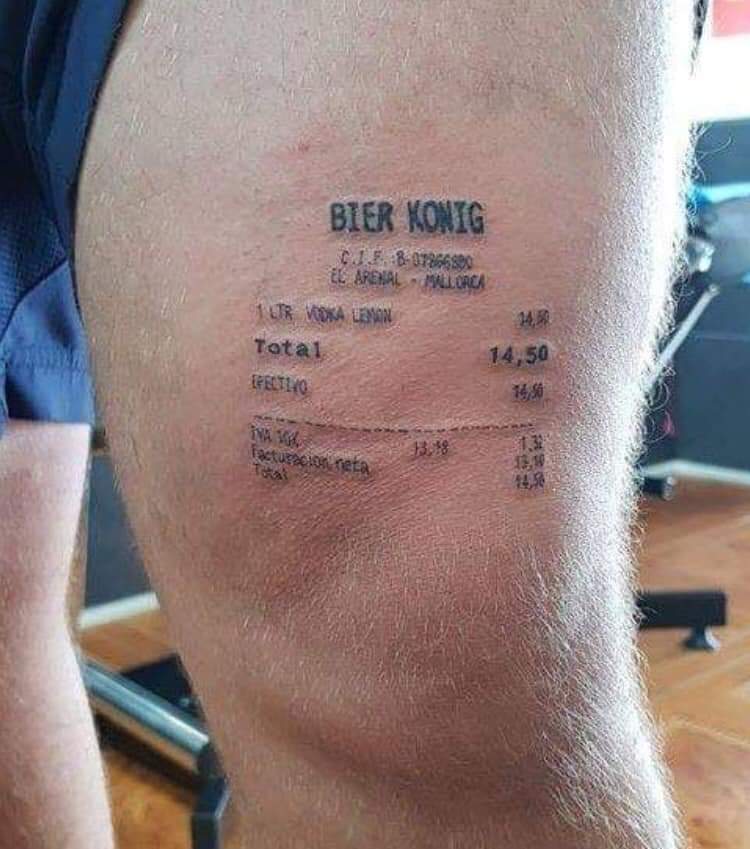 BIER KONIG
C.I.F. B-07866880
EL ARENAL - MALLORCA
1 LTR VODKA LEMON 14,50
Total 14,50
EFECTIVO 14,50
IVA 10% 13,18 1,32
Facturacion neta 13,18
Total 14,50